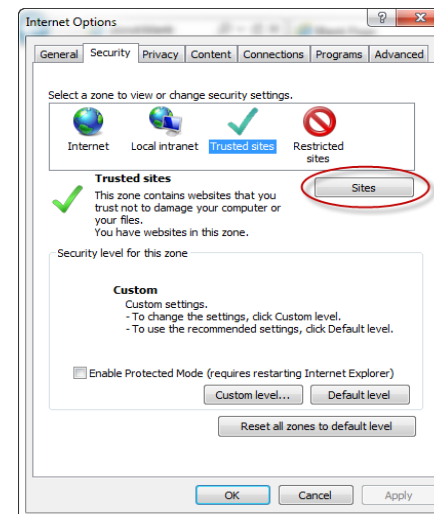 Internet Options
General Security Privacy Content Connections Programs Advanced
Select a zone to view or change security settings.
Internet Local intranet Trusted sites Restricted sites
Trusted sites
Sites
This zone contains websites that you
trust not to damage your computer or
your files.
You have websites in this zone.
Security level for this zone
Custom
Custom settings.
- To change the settings, click Custom level.
- To use the recommended settings, click Default level.
Enable Protected Mode (requires restarting Internet Explorer)
Custom level... Default level
Reset all zones to default level
OK Cancel Apply